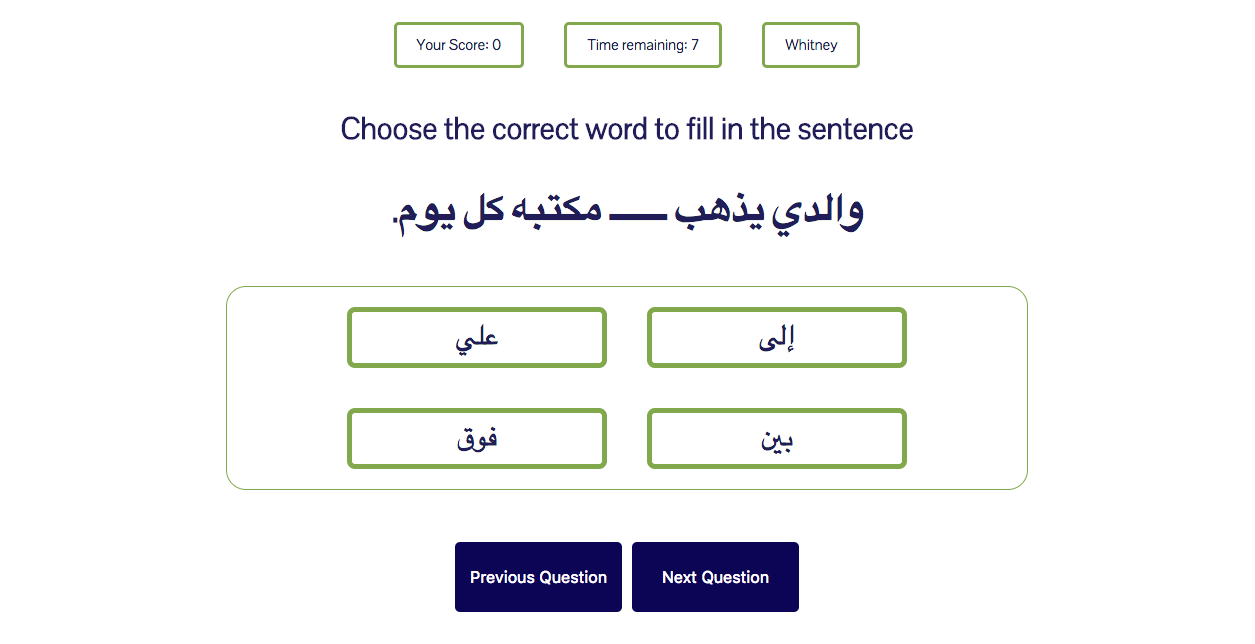 Your Score: 0
Time remaining: 7
Whitney
Choose the correct word to fill in the sentence
والدي يذهب ـــــ مكتبه كل يوم.
إلى
علي
بين
فوق
Previous Question
Next Question